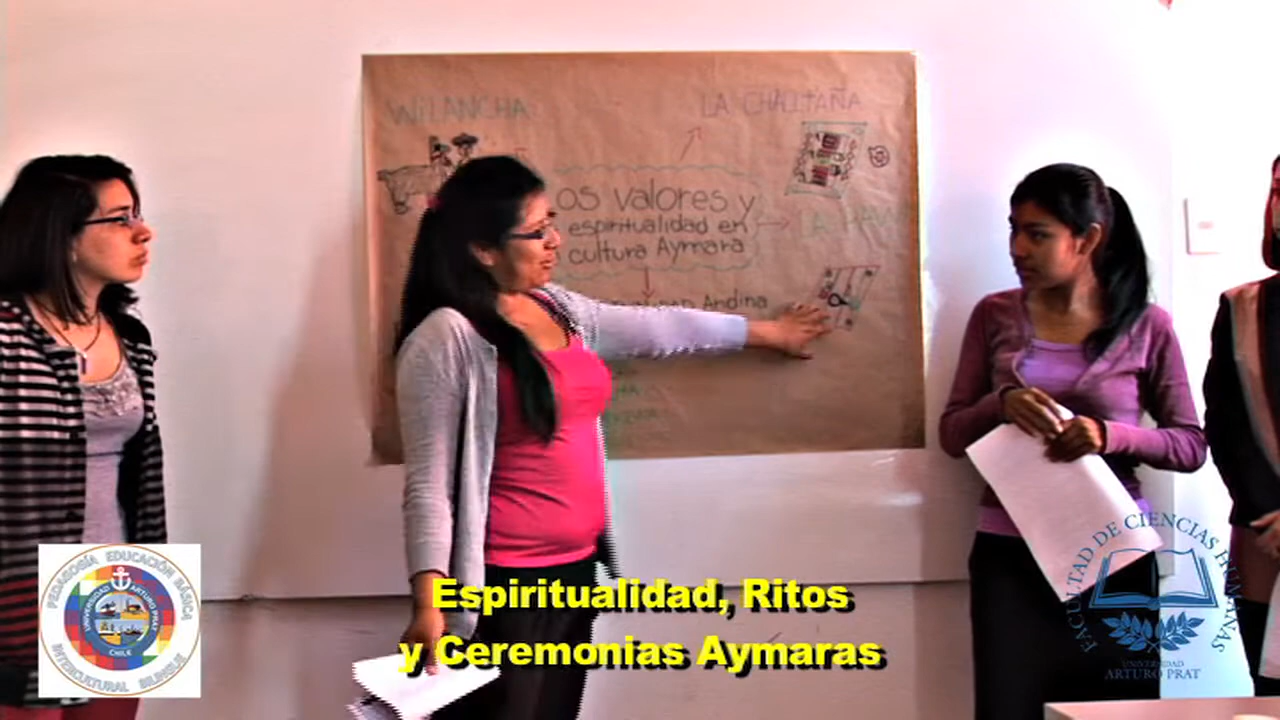 WILANCHA
LA CHALLTAÑA
OS valores y
espiritualidad en
cultura Aymara
Andina
PEDAGOGÍA EDUCACIÓN BÁSICA
INTERCULTURAL BILINGÜE
UNIVERSIDAD ARTURO PRAT
CHILE
Espiritualidad, Ritos
y Ceremonias Aymaras
FACULTAD DE CIENCIAS HUMANAS
UNIVERSIDAD
ARTURO PRAT